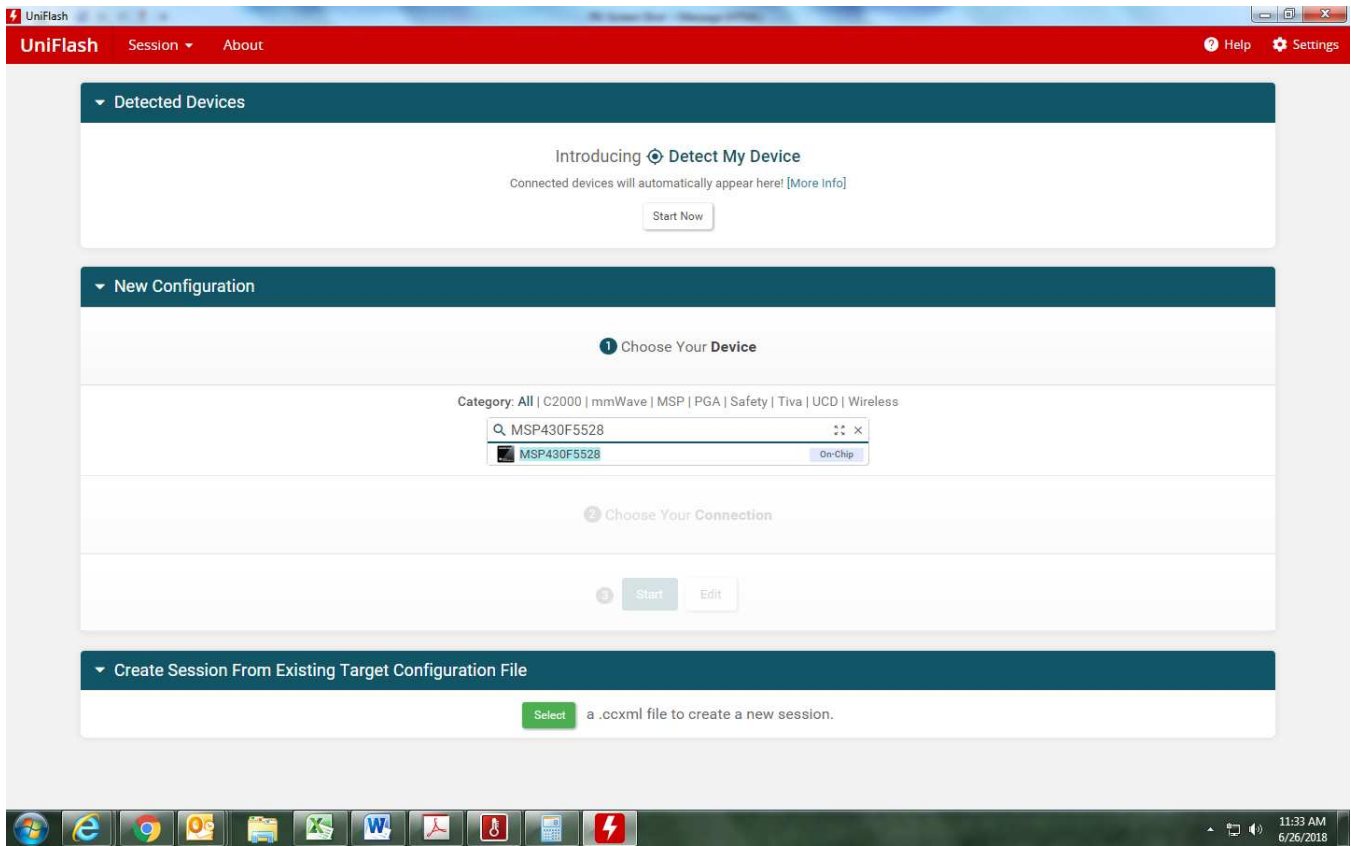 UniFlash
UniFlash Session About Help Settings
Detected Devices
Introducing Detect My Device
Connected devices will automatically appear here! [More Info]
Start Now
New Configuration
1 Choose Your Device
Category: All | C2000 | mmWave | MSP | PGA | Safety | Tiva | UCD | Wireless
MSP430F5528
MSP430F5528 On-Chip
2 Choose Your Connection
3 Start Edit
Create Session From Existing Target Configuration File
Select a .ccxml file to create a new session.
11:33 AM
6/26/2018